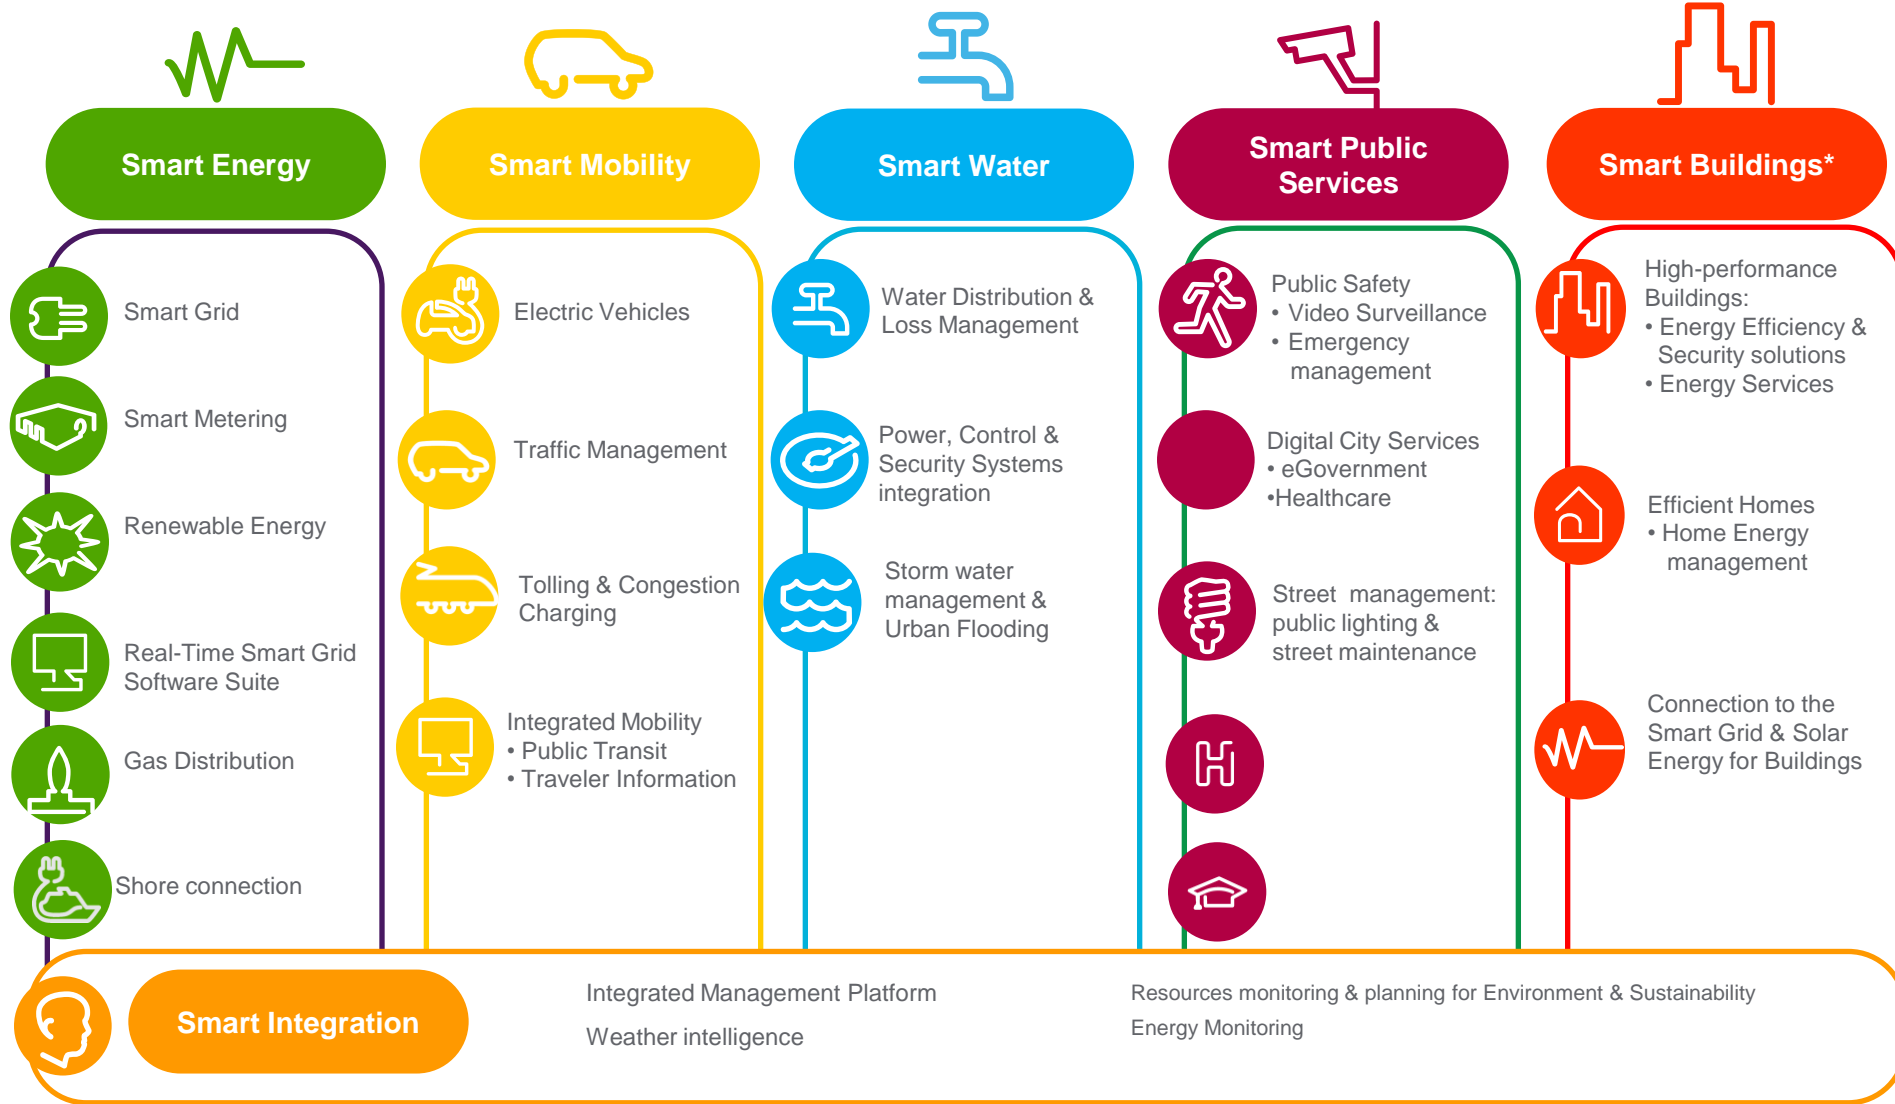 Smart Energy
Smart Mobility
Smart Water
Smart Public
Services
Smart Buildings*
Smart Grid
Smart Metering
Renewable Energy
Real-Time Smart Grid
Software Suite
Gas Distribution
Shore connection
Electric Vehicles
Traffic Management
Tolling & Congestion
Charging
Integrated Mobility
• Public Transit
• Traveler Information
Water Distribution &
Loss Management
Power, Control &
Security Systems
integration
Storm water
management &
Urban Flooding
Public Safety
• Video Surveillance
• Emergency
management
Digital City Services
• eGovernment
•Healthcare
Street management:
public lighting &
street maintenance
High-performance
Buildings:
• Energy Efficiency &
Security solutions
• Energy Services
Efficient Homes
• Home Energy
management
Connection to the
Smart Grid & Solar
Energy for Buildings
Smart Integration
Integrated Management Platform
Weather intelligence
Resources monitoring & planning for Environment & Sustainability
Energy Monitoring